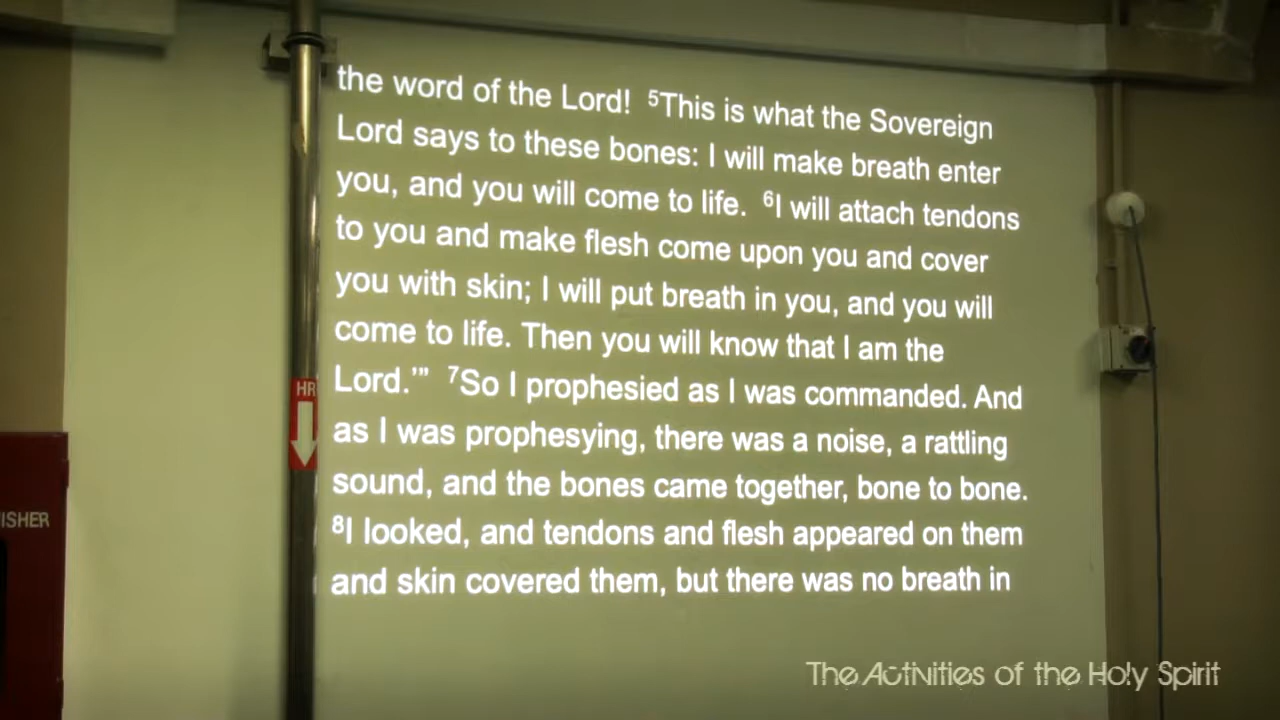 the word of the Lord! ⁵This is what the Sovereign
Lord says to these bones: I will make breath enter
you, and you will come to life. ⁶I will attach tendons
to you and make flesh come upon you and cover
you with skin; I will put breath in you, and you will
come to life. Then you will know that I am the
Lord.’” ⁷So I prophesied as I was commanded. And
as I was prophesying, there was a noise, a rattling
sound, and the bones came together, bone to bone.
⁸I looked, and tendons and flesh appeared on them
and skin covered them, but there was no breath in
HR
ISHER
The Activities of the Holy Spirit